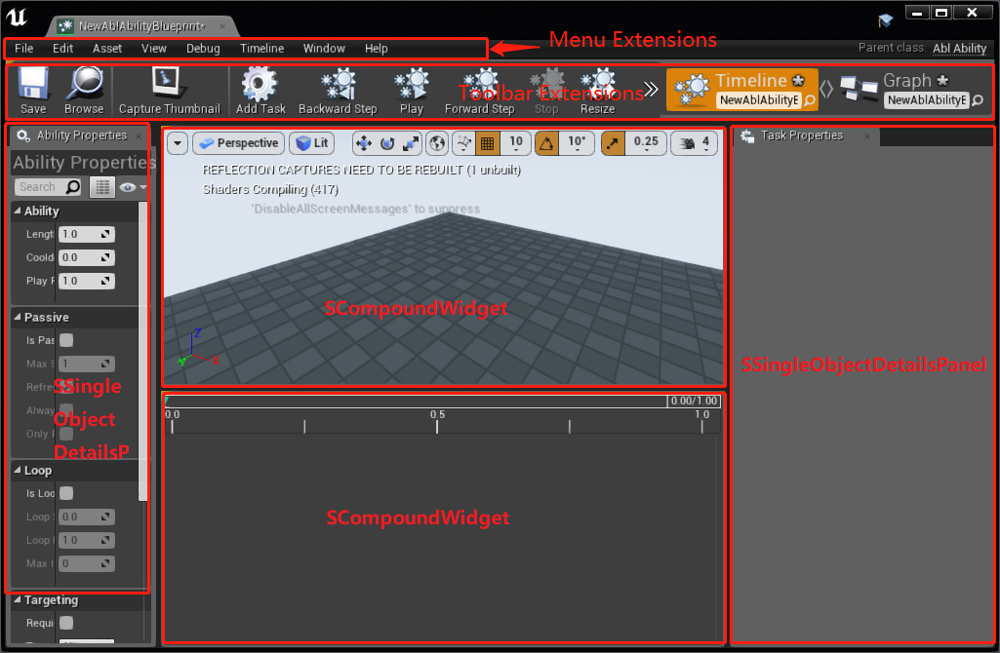 NewAblAbilityBlueprint*
File Edit Asset View Debug Timeline Window Help
Menu Extensions
Parent class: Abl Ability
Save Browse Capture Thumbnail Add Task Backward Step Play Forward Step Stop Resize
Toolbar Extensions
Timeline
NewAblAbilityE
Graph
NewAblAbilityE
Ability Properties
Ability Properties
Search
Ability
Lengt 1.0
Coold 0.0
Play F 1.0
Passive
Is Pas
Max S 1
Refres
Alway
Only F
SSingle
Object
DetailsP
Loop
Is Loo
Loop S 0.0
Loop 1.0
Max I 0
Targeting
Requi
Perspective Lit 10 10° 0.25 4
REFLECTION CAPTURES NEED TO BE REBUILT (1 unbuilt)
Shaders Compiling (417)
'DisableAllScreenMessages' to suppress
SCompoundWidget
Z
Y X
0.00/1.00
0.0 0.5 1.0
SCompoundWidget
Task Properties
SSingleObjectDetailsPanel